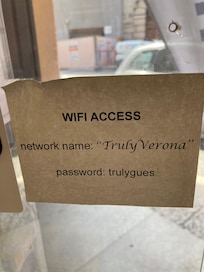 WIFI ACCESS
network name: "Truly Verona"
password: trulygues